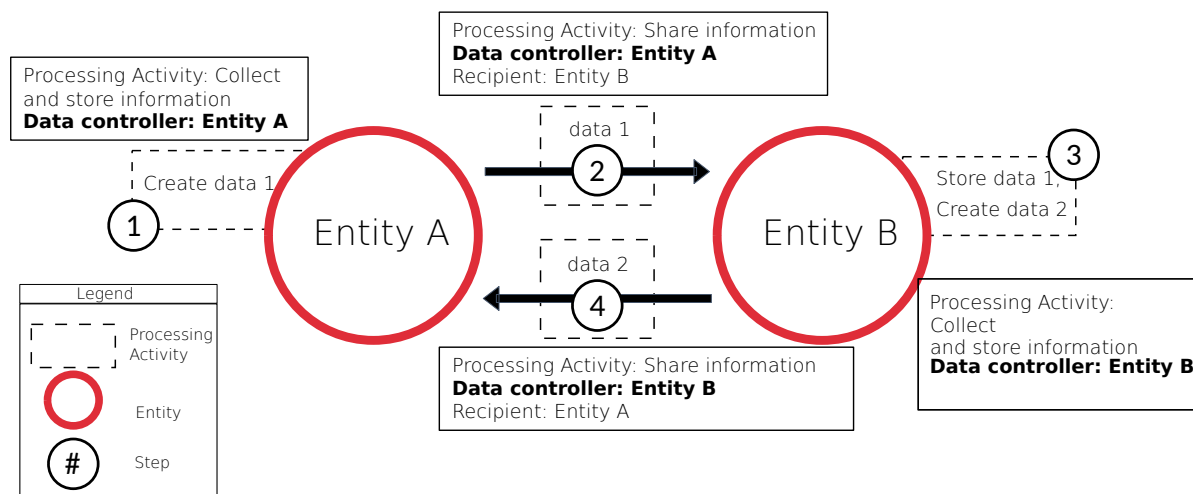 Processing Activity: Share information
Data controller: Entity A
Recipient: Entity B
Processing Activity: Collect
and store information
Data controller: Entity A
data 1
2
3
Create data 1
Store data 1,
Create data 2
1
Entity A
Entity B
data 2
4
Legend
Processing
Activity
Entity
#
Step
Processing Activity: Share information
Data controller: Entity B
Recipient: Entity A
Processing Activity:
Collect
and store information
Data controller: Entity B